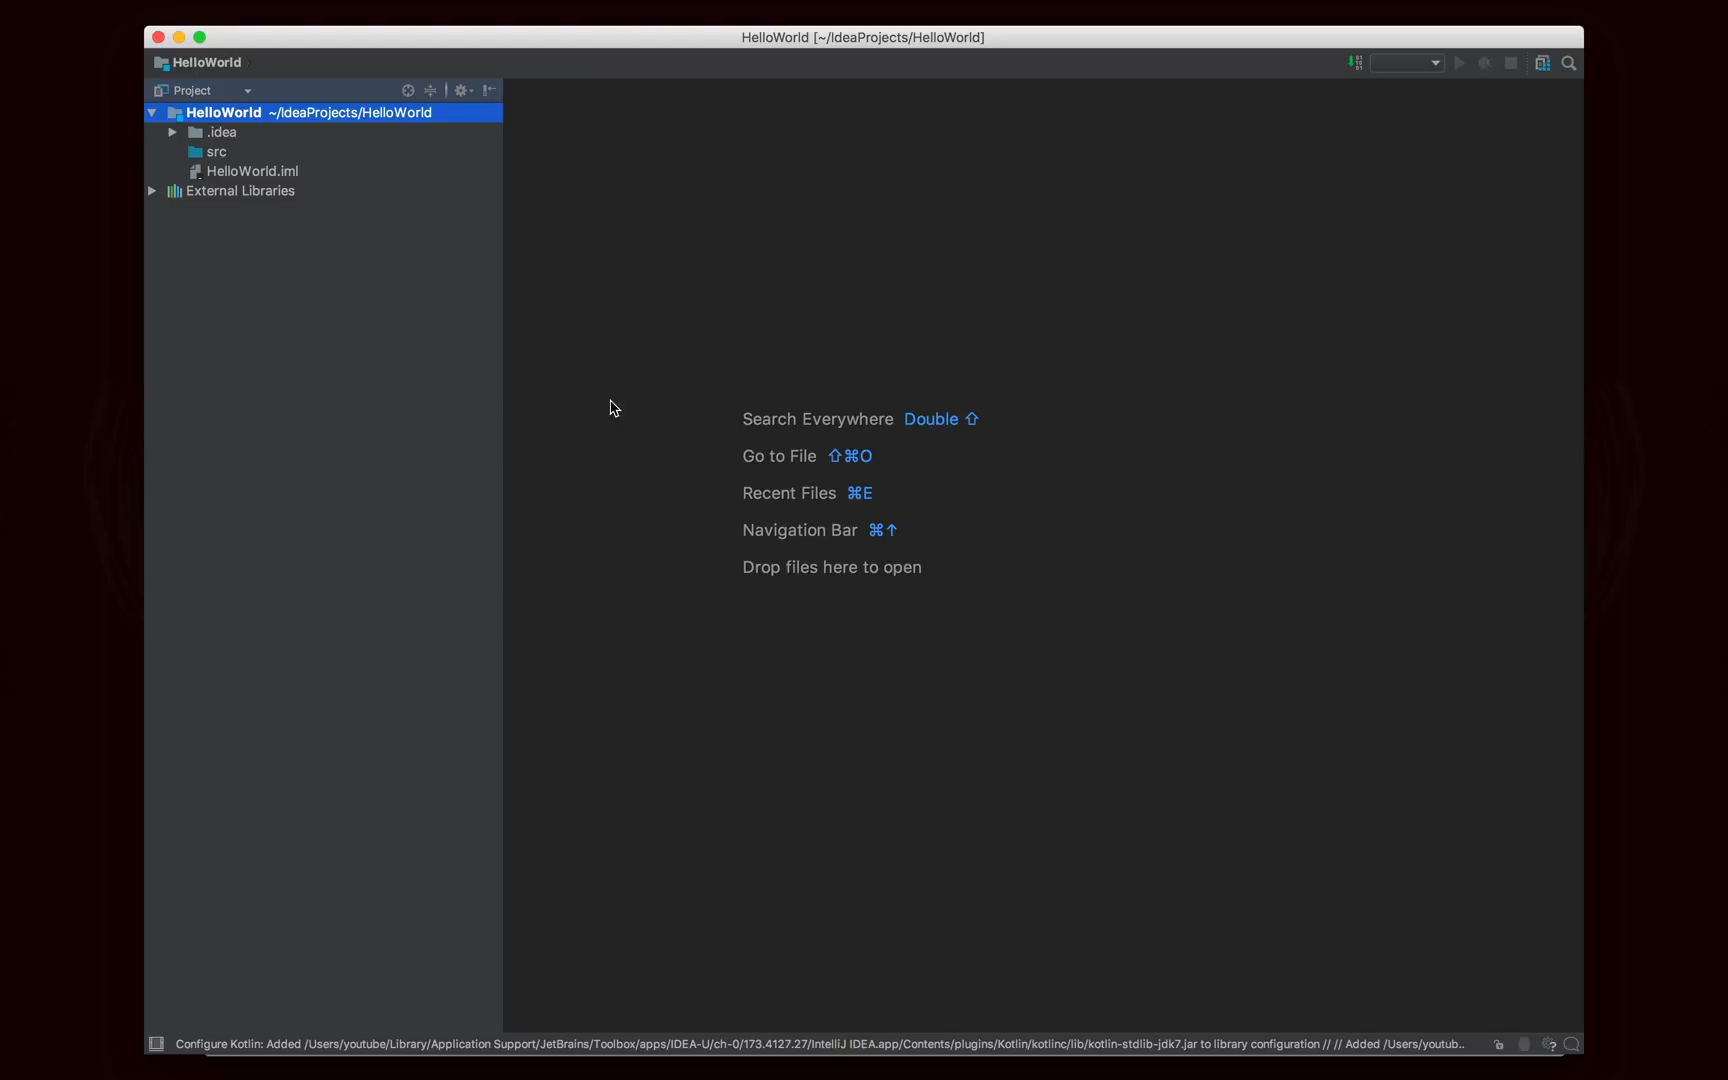 HelloWorld [~/IdeaProjects/HelloWorld]
HelloWorld
Project
HelloWorld ~/IdeaProjects/HelloWorld
.idea
src
HelloWorld.iml
External Libraries
Search Everywhere Double ⇧
Go to File ⇧⌘O
Recent Files ⌘E
Navigation Bar ⌘↑
Drop files here to open
Configure Kotlin: Added /Users/youtube/Library/Application Support/JetBrains/Toolbox/apps/IDEA-U/ch-0/173.4127.27/IntelliJ IDEA.app/Contents/plugins/Kotlin/kotlinc/lib/kotlin-stdlib-jdk7.jar to library configuration // // Added /Users/youtub..